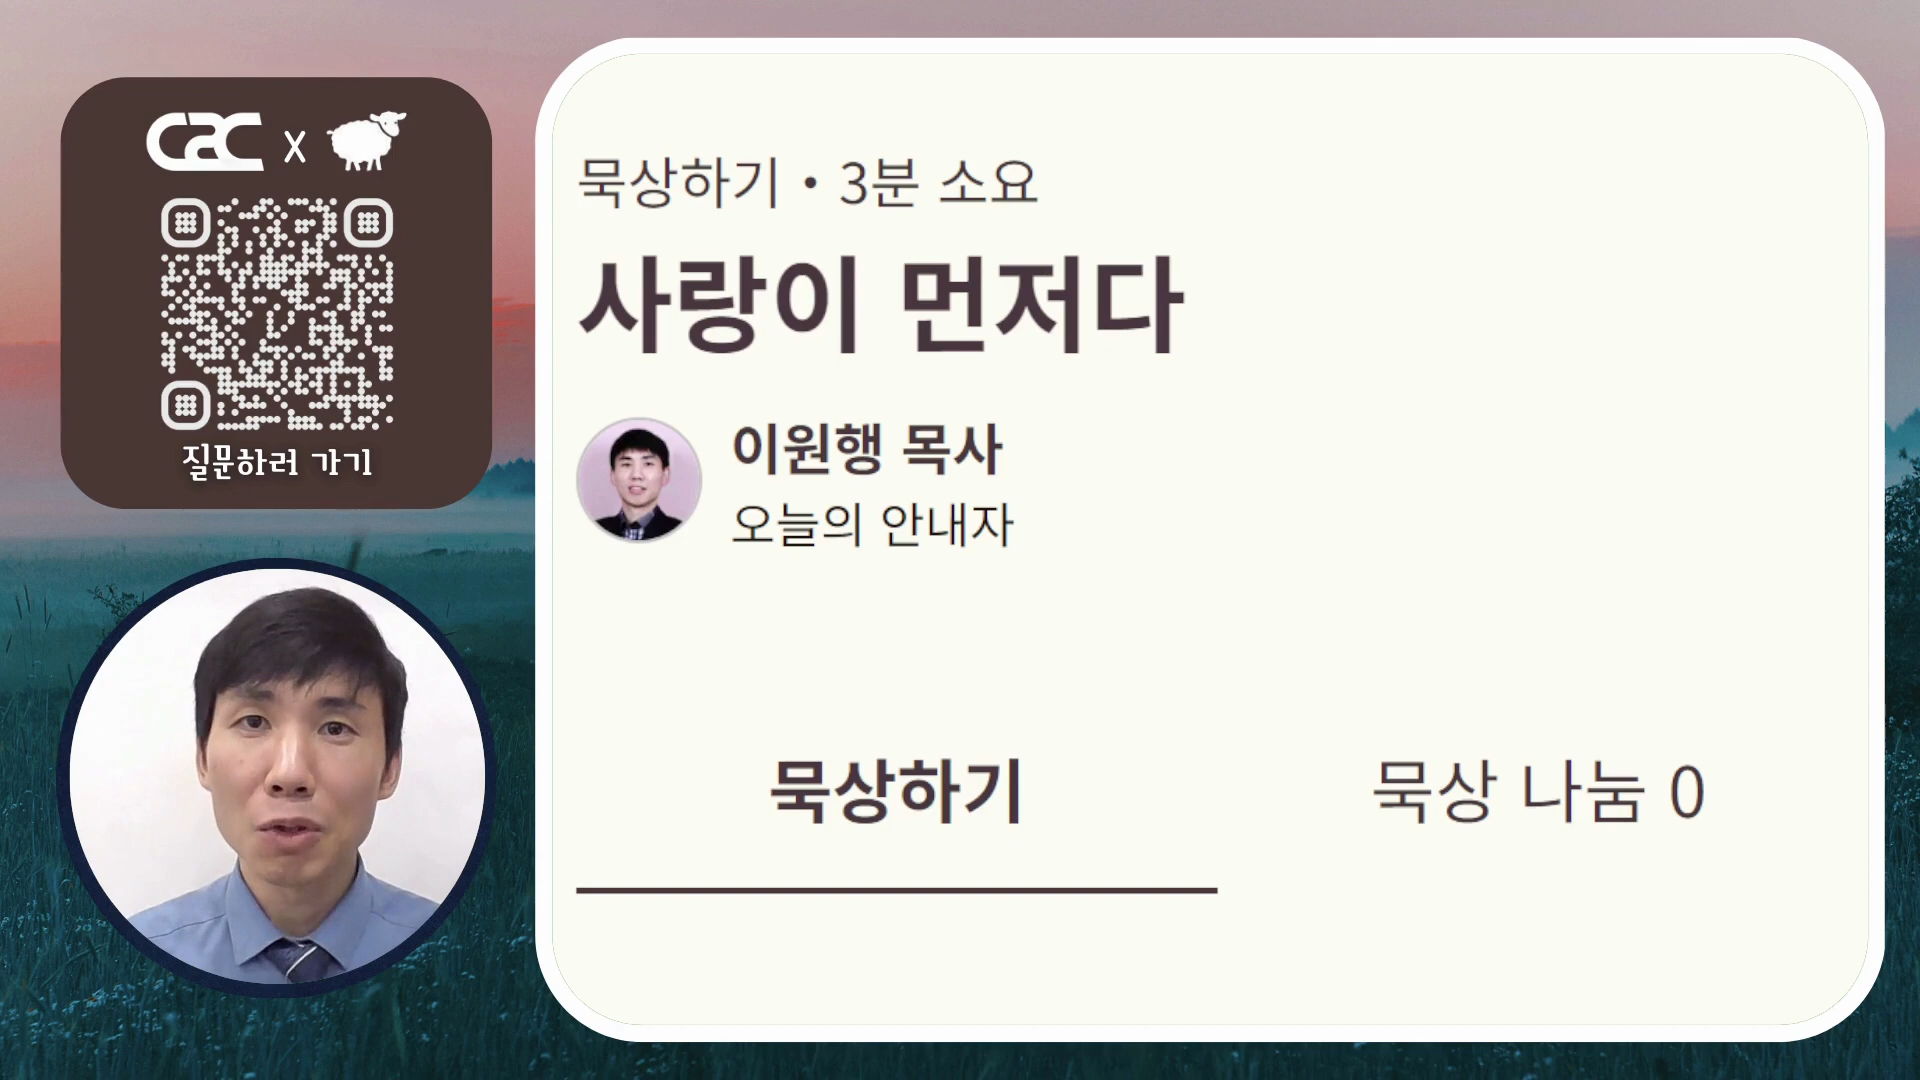 cac x
질문하러 가기
묵상하기 • 3분 소요
사랑이 먼저다
이원행 목사
오늘의 안내자
묵상하기
묵상 나눔 0